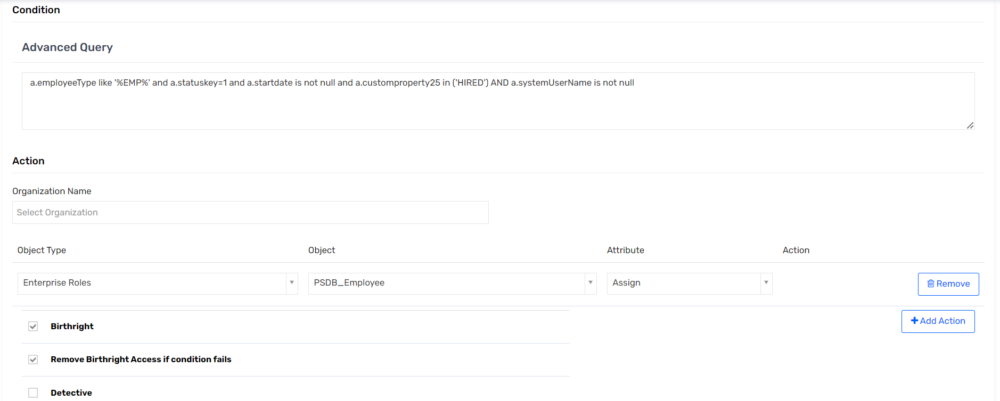 Condition
Advanced Query
a.employeeType like '%EMP%' and a.statuskey=1 and a.startdate is not null and a.customproperty25 in ('HIRED') AND a.systemUserName is not null
Action
Organization Name
Select Organization
Object Type Object Attribute Action
Enterprise Roles PSDB_Employee Assign Remove
Add Action
Birthright
Remove Birthright Access if condition fails
Detective